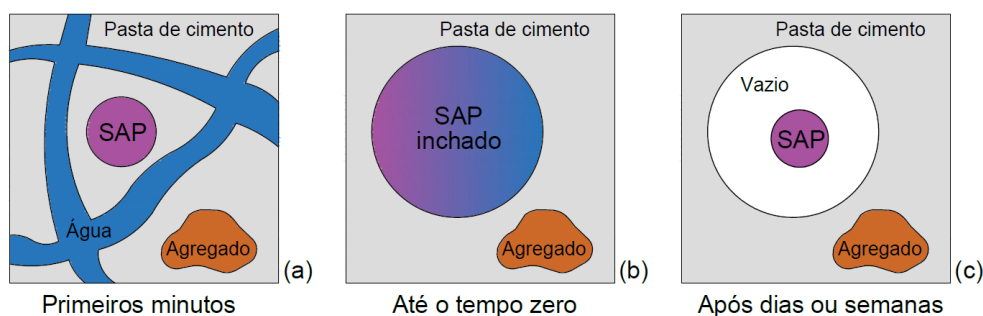 Pasta de cimento
SAP
Água
Agregado
(a)
Primeiros minutos
Pasta de cimento
SAP
inchado
Agregado
(b)
Até o tempo zero
Pasta de cimento
Vazio
SAP
Agregado
(c)
Após dias ou semanas